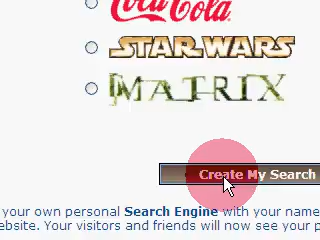 Coca-Cola
STAR WARS
MATRIX
Create My Search
your own personal Search Engine with your name
ebsite. Your visitors and friends will now see your p